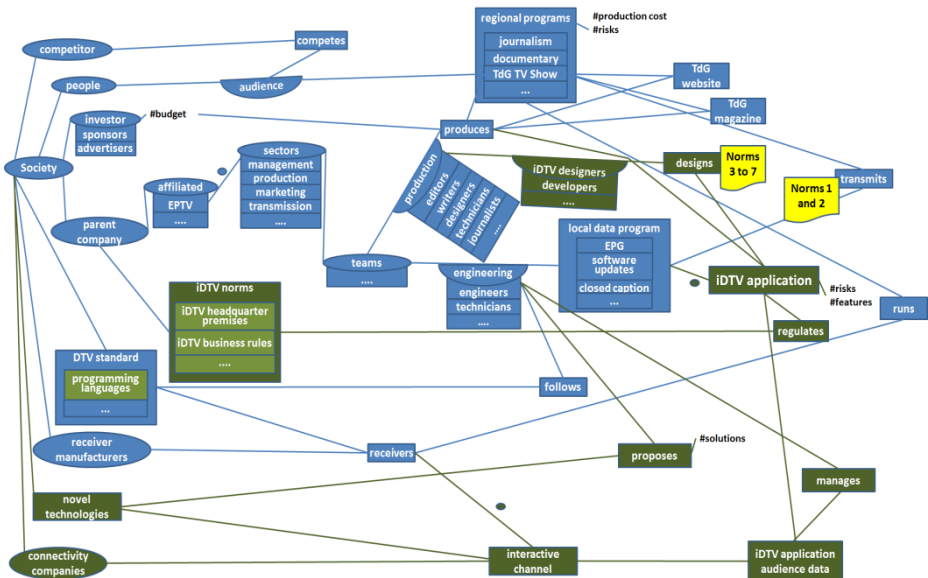 regional programs
#production cost
#risks
journalism
documentary
TdG TV Show
...
competitor
competes
people
audience
TdG
website
TdG
magazine
investor
sponsors
advertisers
#budget
produces
Society
affiliated
EPTV
....
sectors
management
production
marketing
transmission
....
production
editors
writers
designers
technicians
journalists
....
iDTV designers
developers
....
designs
Norms
3 to 7
Norms 1
and 2
transmits
parent
company
teams
....
engineering
engineers
technicians
....
local data program
EPG
software
updates
closed caption
...
iDTV application
#risks
#features
runs
regulates
iDTV norms
iDTV headquarter
premises
iDTV business rules
....
DTV standard
programming
languages
...
follows
receiver
manufacturers
receivers
proposes
#solutions
manages
novel
technologies
connectivity
companies
interactive
channel
iDTV application
audience data